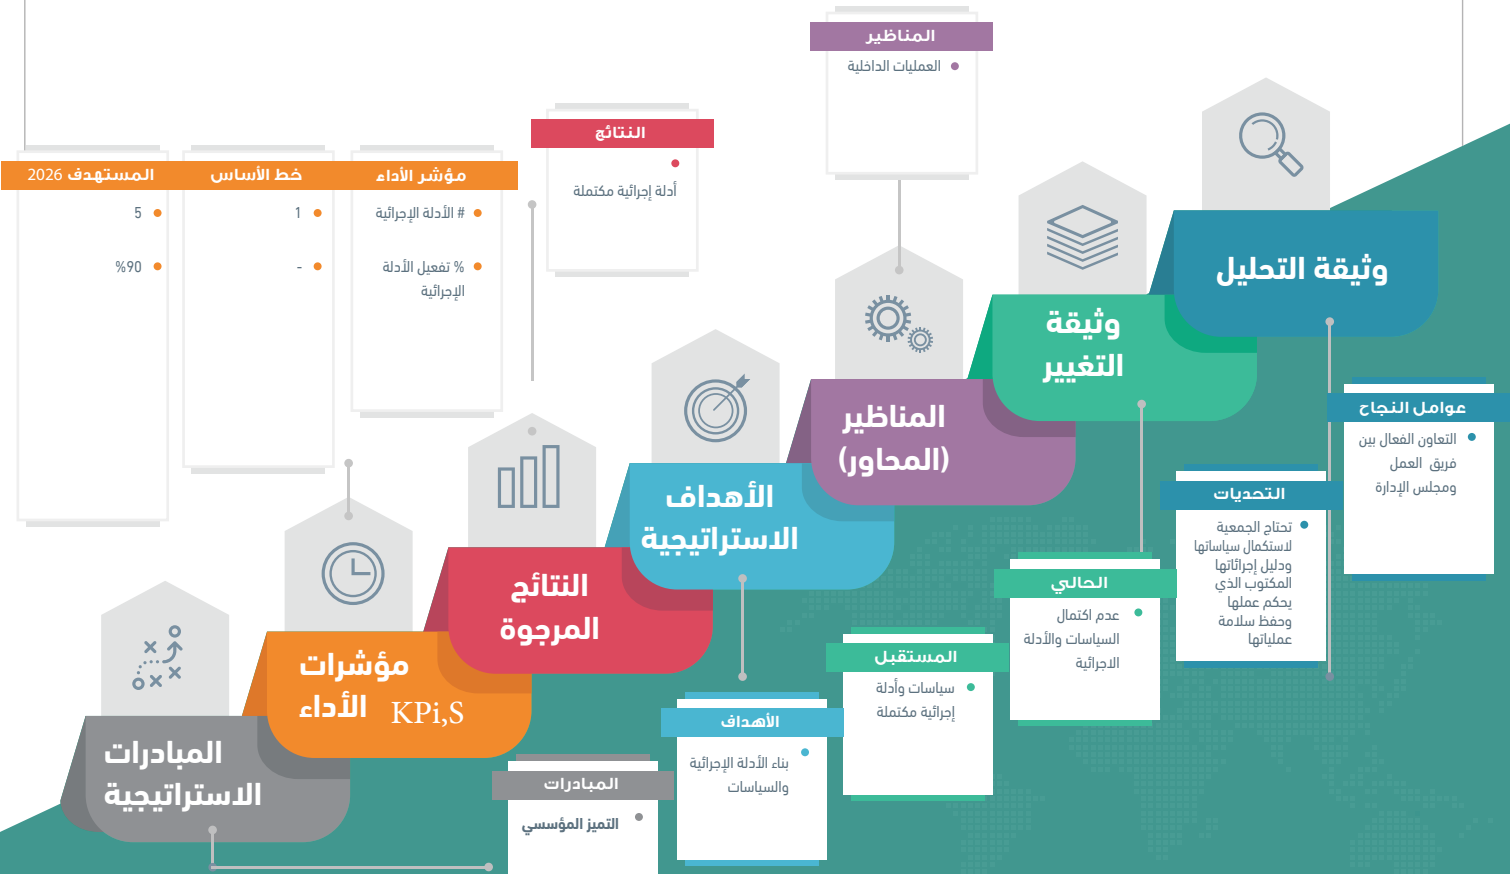 المناظير
العمليات الداخلية
النتائج
أدلة إجرائية مكتملة
مؤشر الأداء
خط الأساس
المستهدف 2026
# الأدلة الإجرائية
1
5
% تفعيل الأدلة
الإجرائية
-
%90
وثيقة التحليل
عوامل النجاح
التعاون الفعال بين
فريق العمل
ومجلس الإدارة
التحديات
تحتاج الجمعية
لاستكمال سياساتها
ودليل إجرائاتها
المكتوب الذي
يحكم عملها
وحفظ سلامة
عملياتها
وثيقة
التغيير
الحالي
عدم اكتمال
السياسات والأدلة
الاجرائية
المستقبل
سياسات وأدلة
إجرائية مكتملة
المناظير
(المحاور)
الأهداف
الاستراتيجية
الأهداف
بناء الأدلة الإجرائية
والسياسات
النتائج
المرجوة
مؤشرات
الأداء KPi,S
المبادرات
الاستراتيجية
المبادرات
التميز المؤسسي